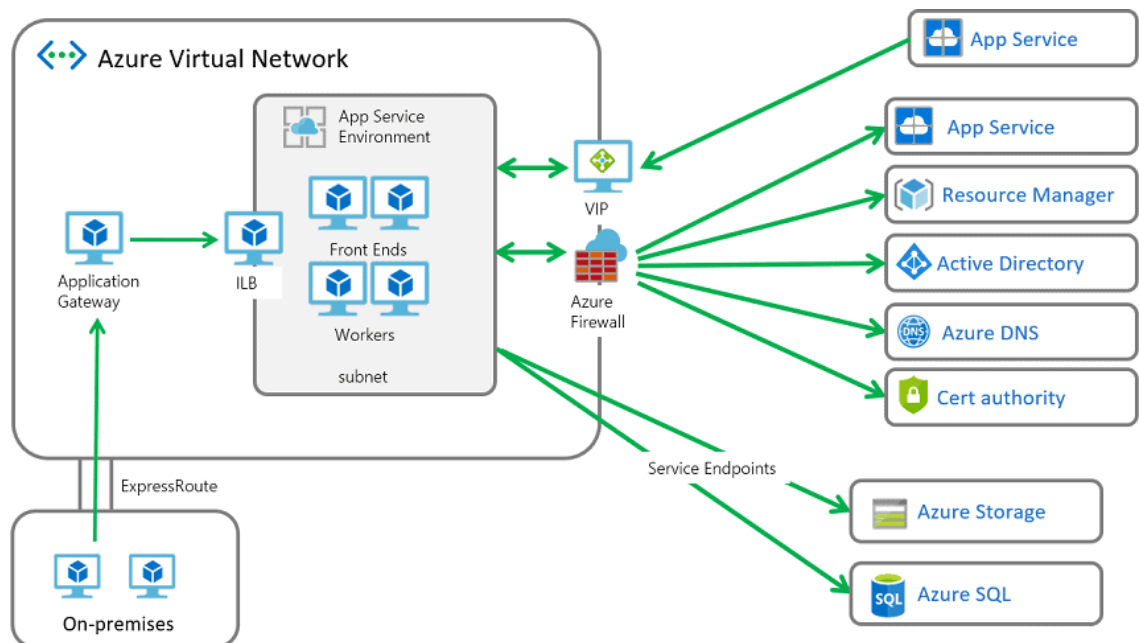 Azure Virtual Network
App Service
Environment
Front Ends
Workers
subnet
Application
Gateway
ILB
VIP
Azure
Firewall
App Service
App Service
Resource Manager
Active Directory
DNS
Azure DNS
Cert authority
Service Endpoints
Azure Storage
SQL
Azure SQL
ExpressRoute
On-premises